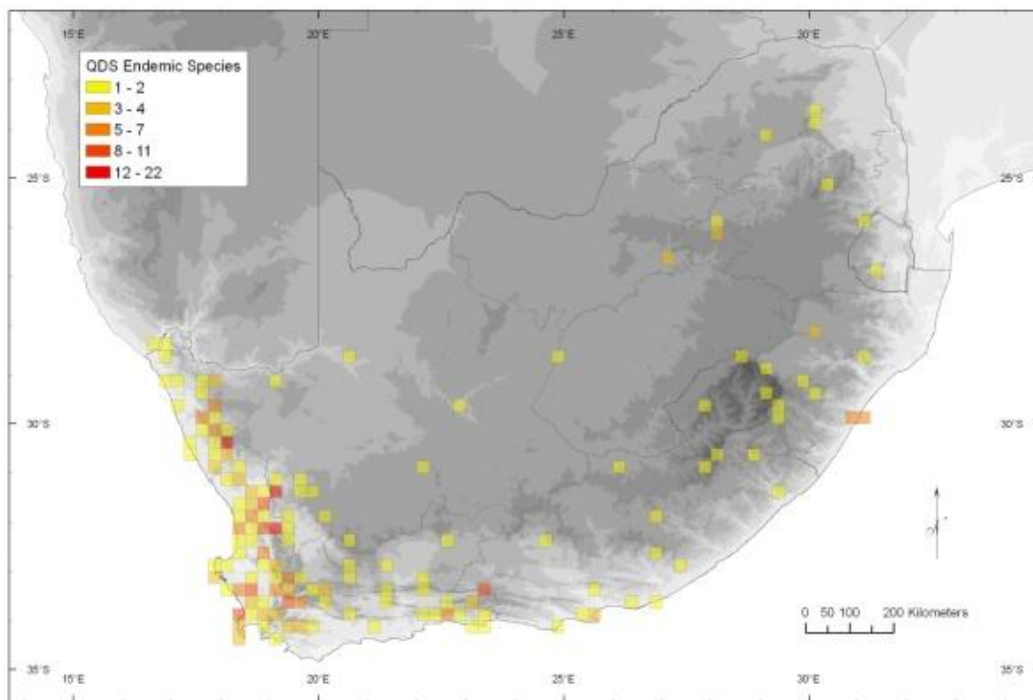 15°E 20°E 25°E 30°E
QDS Endemic Species
1 - 2
3 - 4
5 - 7
8 - 11
12 - 22
25°S 25°S
30°S 30°S
0 50 100 200 Kilometers
35°S 35°S
15°E 20°E 25°E 30°E